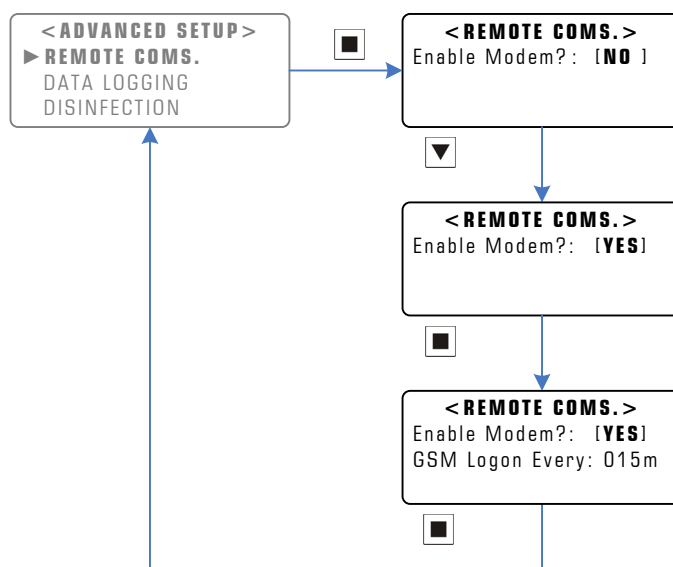 <ADVANCED SETUP>
►REMOTE COMS.
DATA LOGGING
DISINFECTION
<REMOTE COMS.>
Enable Modem?: [NO ]
<REMOTE COMS.>
Enable Modem?: [YES]
<REMOTE COMS.>
Enable Modem?: [YES]
GSM Logon Every: 015m